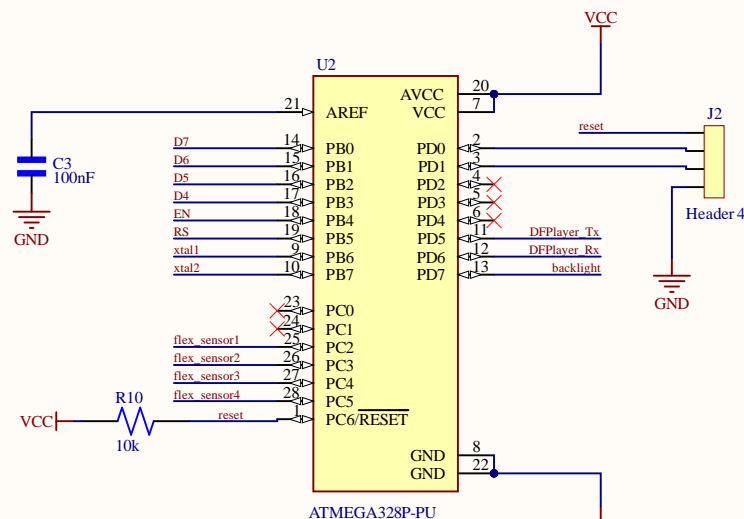 VCC
U2
21 AREF
AVCC 20
VCC 7
J2
reset
C3
100nF
GND
D7 14 PB0
PD0 2
D6 15 PB1
PD1 3
D5 16 PB2
PD2 4
D4 17 PB3
PD3 5
EN 18 PB4
PD4 6
RS 19 PB5
PD5 11 DFPlayer_Tx
xtal1 9 PB6
PD6 12 DFPlayer_Rx
xtal2 10 PB7
PD7 13 backlight
Header 4
GND
23 PC0
24 PC1
flex_sensor1 25 PC2
flex_sensor2 26 PC3
flex_sensor3 27 PC4
flex_sensor4 28 PC5
VCC
R10
10k
reset 1 PC6/RESET
GND 8
GND 22
ATMEGA328P-PU